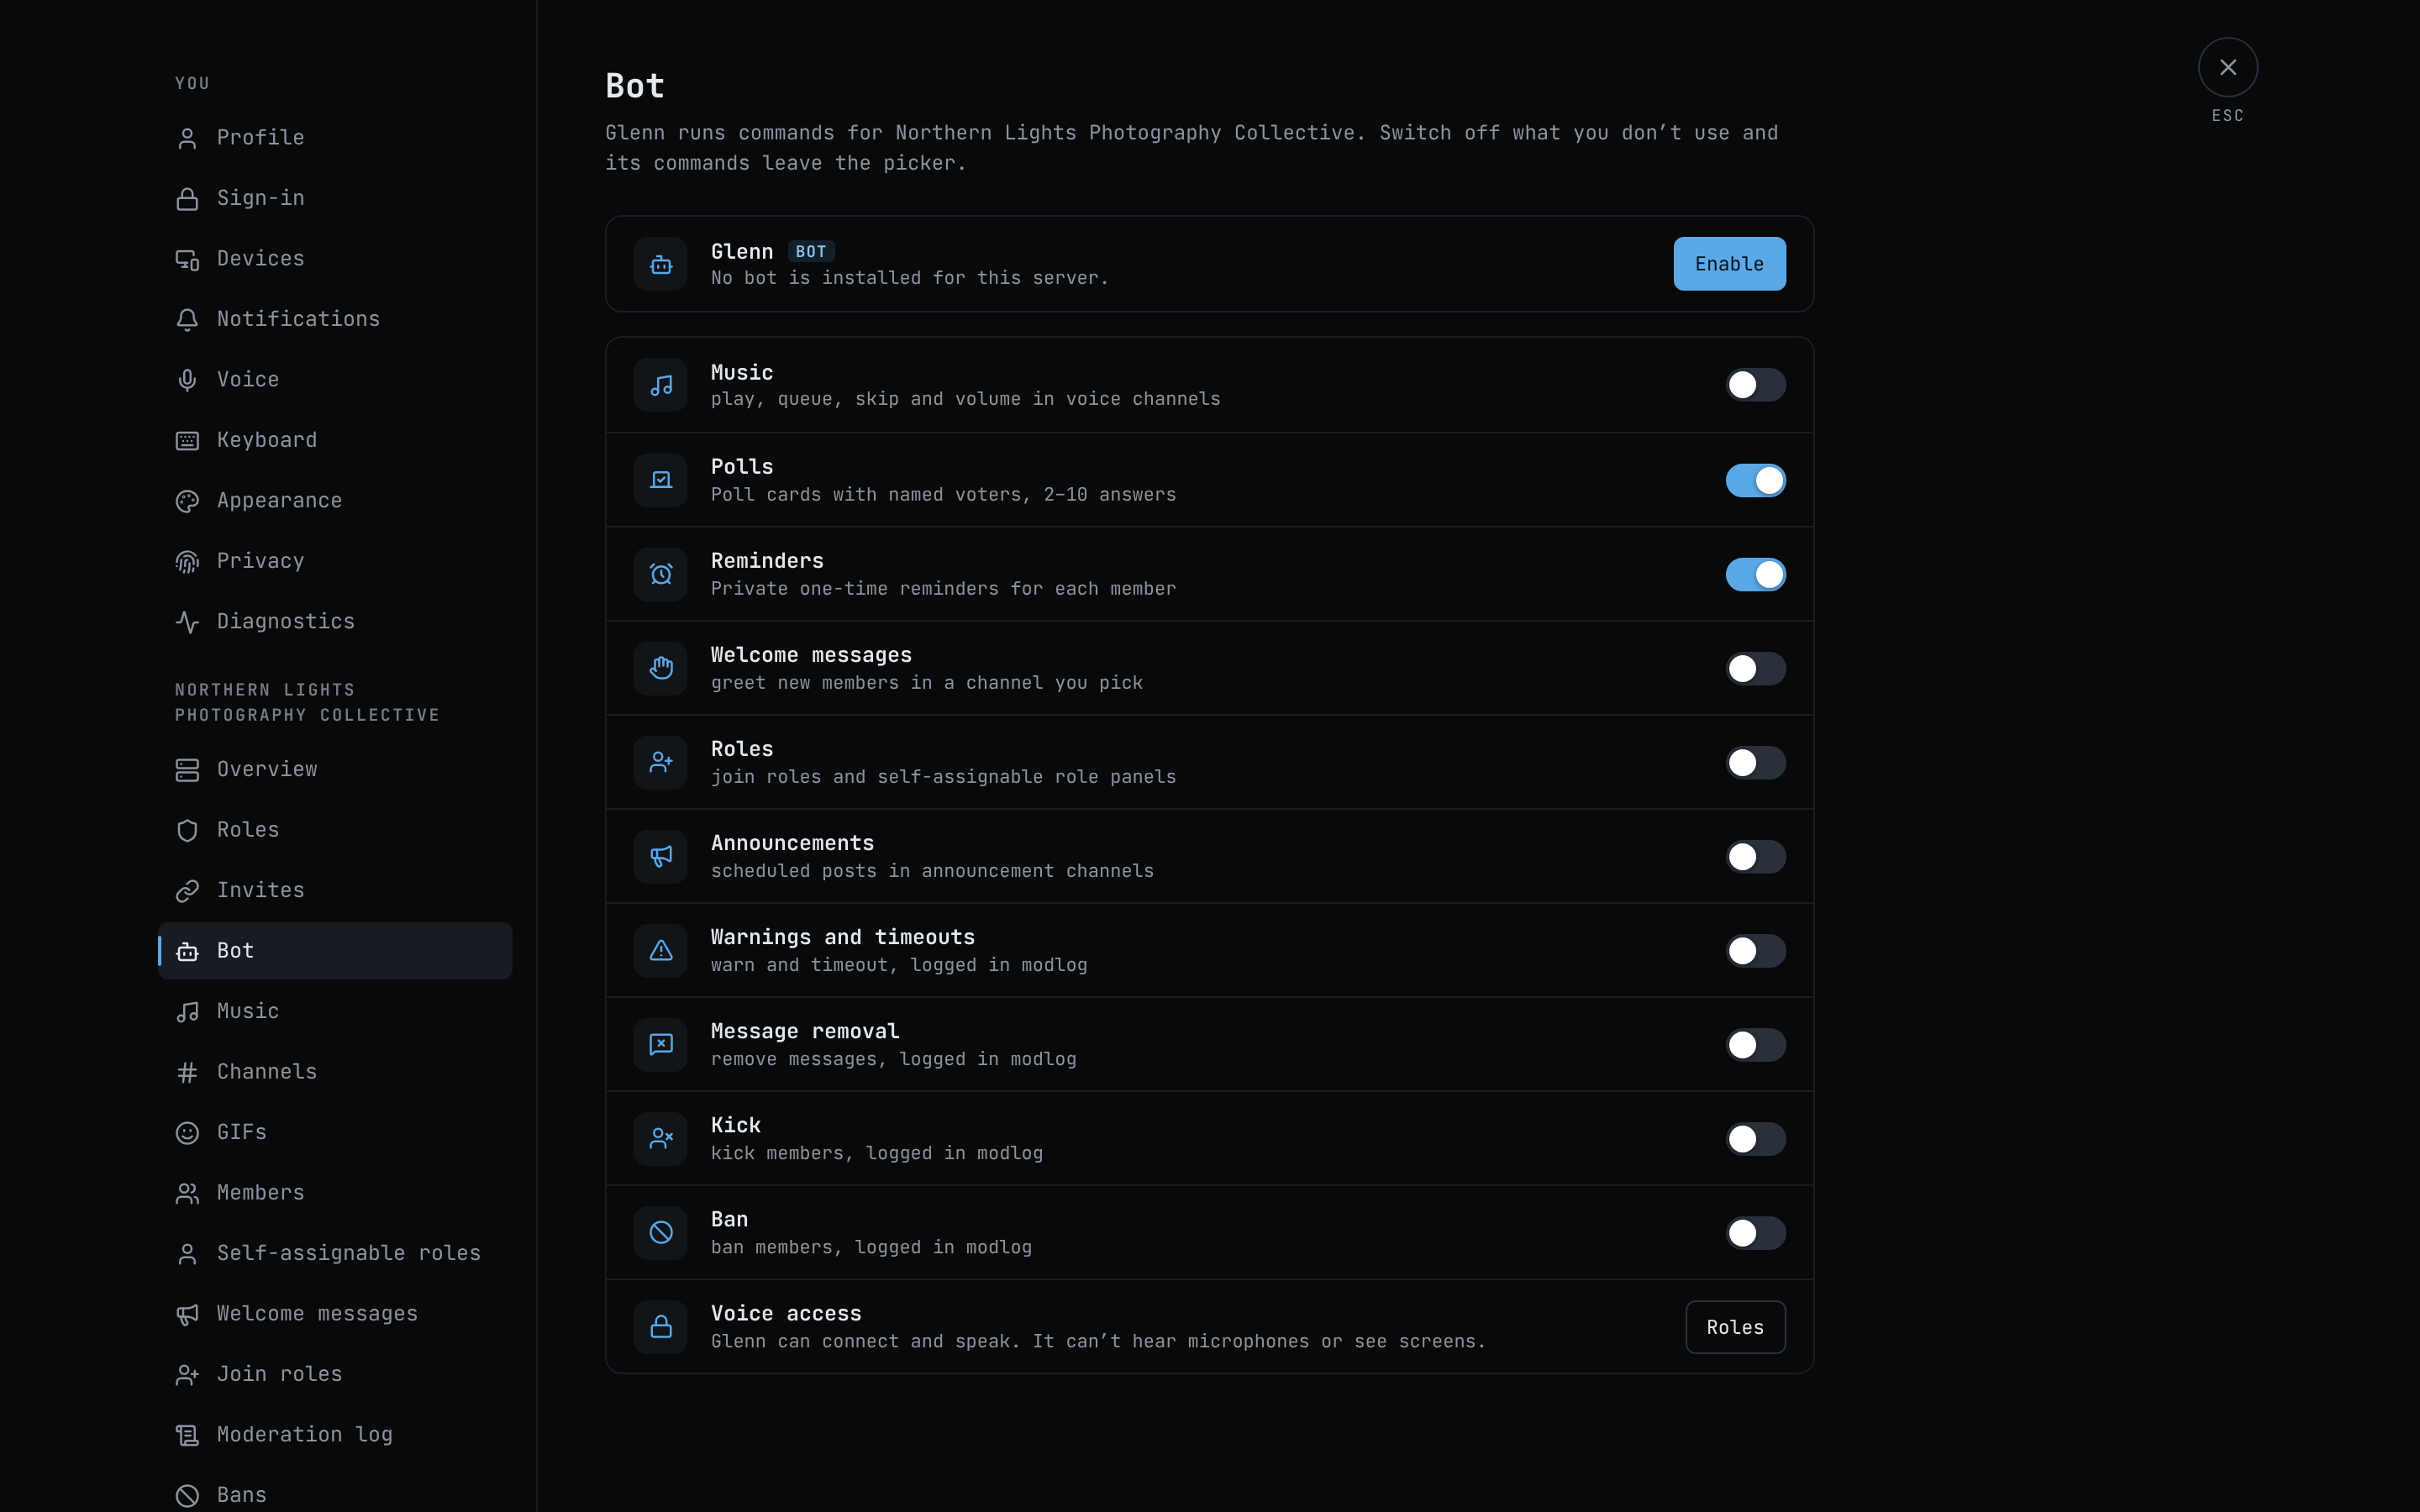 YOU
Profile
Sign-in
Devices
Notifications
Voice
Keyboard
Appearance
Privacy
Diagnostics
NORTHERN LIGHTS
PHOTOGRAPHY COLLECTIVE
Overview
Roles
Invites
Bot
Music
Channels
GIFs
Members
Self-assignable roles
Welcome messages
Join roles
Moderation log
Bans
Bot
Glenn runs commands for Northern Lights Photography Collective. Switch off what you don’t use and
its commands leave the picker.
Glenn BOT
No bot is installed for this server.
Enable
Music
play, queue, skip and volume in voice channels
Polls
Poll cards with named voters, 2–10 answers
Reminders
Private one-time reminders for each member
Welcome messages
greet new members in a channel you pick
Roles
join roles and self-assignable role panels
Announcements
scheduled posts in announcement channels
Warnings and timeouts
warn and timeout, logged in modlog
Message removal
remove messages, logged in modlog
Kick
kick members, logged in modlog
Ban
ban members, logged in modlog
Voice access
Glenn can connect and speak. It can’t hear microphones or see screens.
Roles
ESC